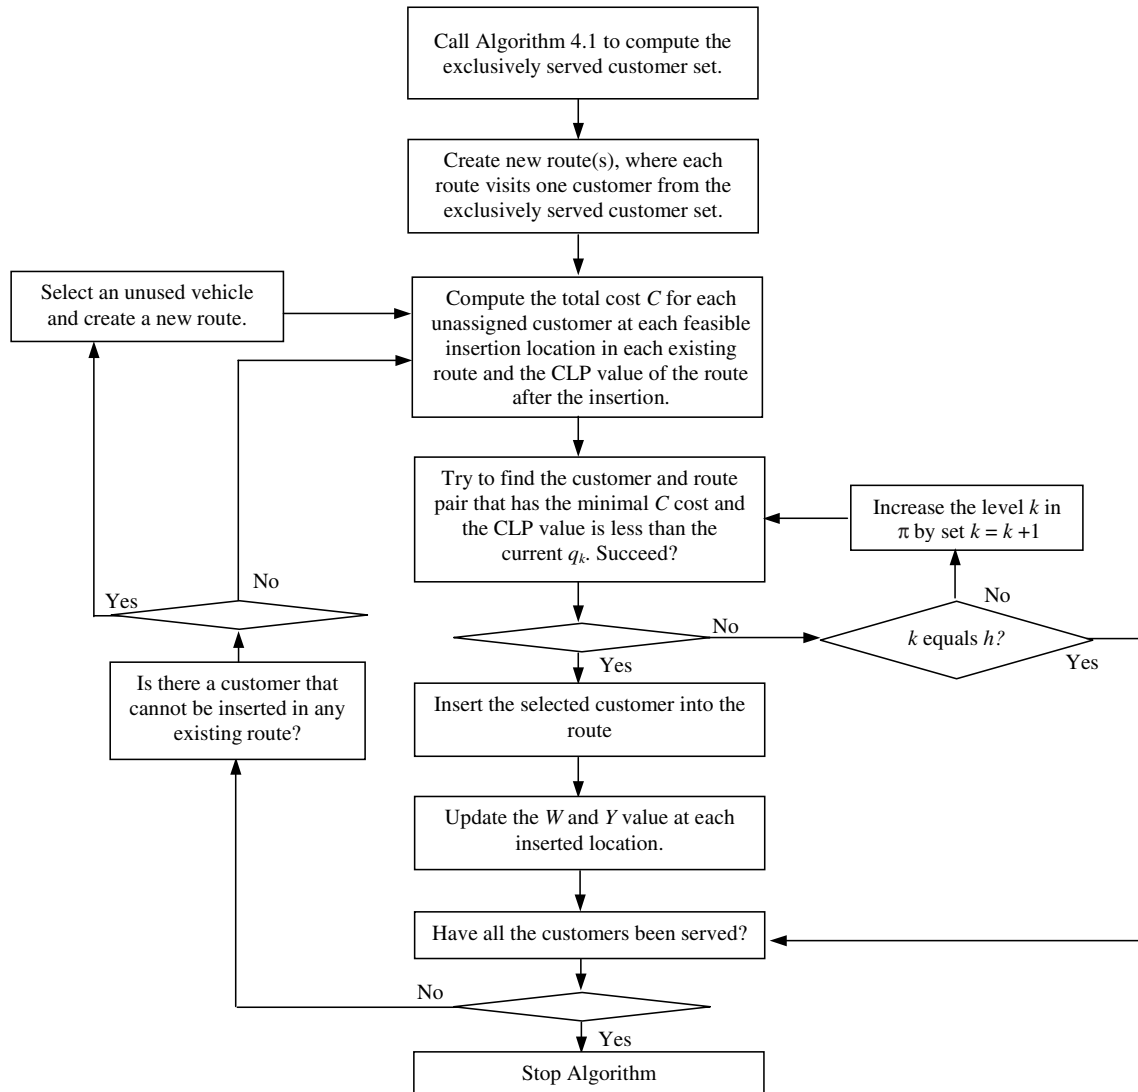 Call Algorithm 4.1 to compute the
exclusively served customer set.
Create new route(s), where each
route visits one customer from the
exclusively served customer set.
Select an unused vehicle
and create a new route.
Compute the total cost C for each
unassigned customer at each feasible
insertion location in each existing
route and the CLP value of the route
after the insertion.
Try to find the customer and route
pair that has the minimal C cost and
the CLP value is less than the
current qₖ. Succeed?
Increase the level k in
π by set k = k +1
No
Yes
No
No
k equals h?
Yes
Yes
Is there a customer that
cannot be inserted in any
existing route?
Insert the selected customer into the
route
Update the W and Y value at each
inserted location.
Have all the customers been served?
No
Yes
Stop Algorithm